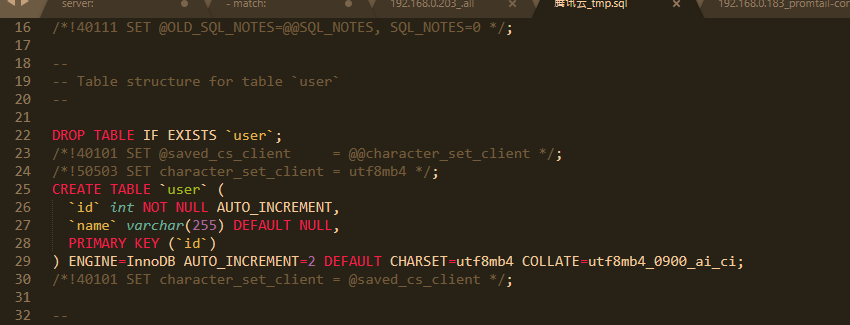 server:
- match:
192.168.0.203_.all
腾讯云_tmp.sql
192.168.0.183_promtail-con
16 /*!40111 SET @OLD_SQL_NOTES=@@SQL_NOTES, SQL_NOTES=0 */;
17
18 --
19 -- Table structure for table `user`
20 --
21
22 DROP TABLE IF EXISTS `user`;
23 /*!40101 SET @saved_cs_client     = @@character_set_client */;
24 /*!50503 SET character_set_client = utf8mb4 */;
25 CREATE TABLE `user` (
26   `id` int NOT NULL AUTO_INCREMENT,
27   `name` varchar(255) DEFAULT NULL,
28   PRIMARY KEY (`id`)
29 ) ENGINE=InnoDB AUTO_INCREMENT=2 DEFAULT CHARSET=utf8mb4 COLLATE=utf8mb4_0900_ai_ci;
30 /*!40101 SET character_set_client = @saved_cs_client */;
31
32 --